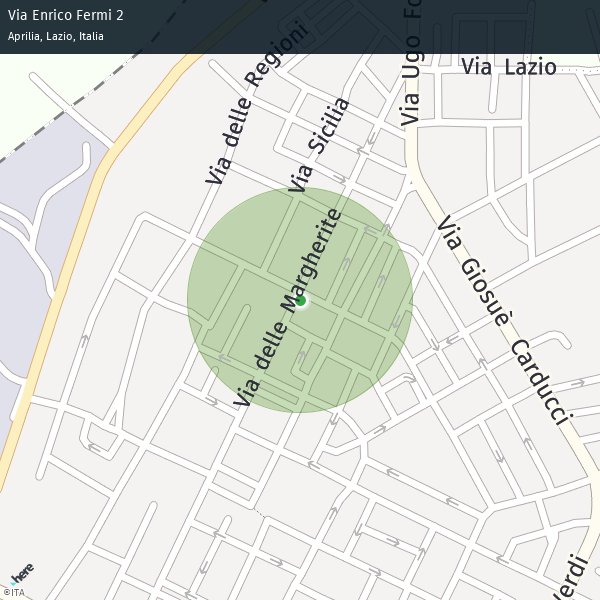 Via Enrico Fermi 2
Aprilia, Lazio, Italia
Via delle Regioni
Via Ugo Fo
Via Lazio
Via Sicilia
Via delle Margherite
Via Giosuè Carducci
Verdi
here
©ITA